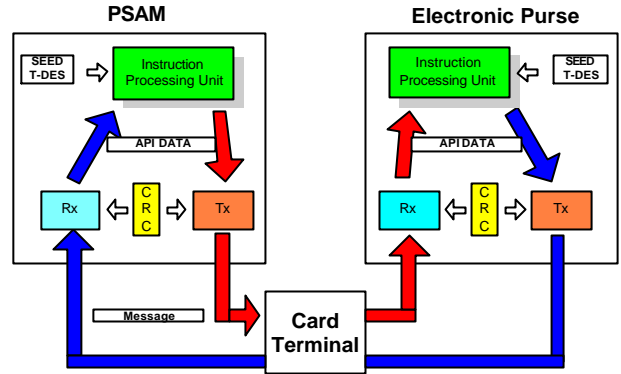 PSAM
Electronic Purse
SEED
T-DES
Instruction
Processing Unit
Instruction
Processing Unit
SEED
T-DES
API DATA
API DATA
Rx
C
R
C
Tx
Rx
C
R
C
Tx
Message
Card
Terminal